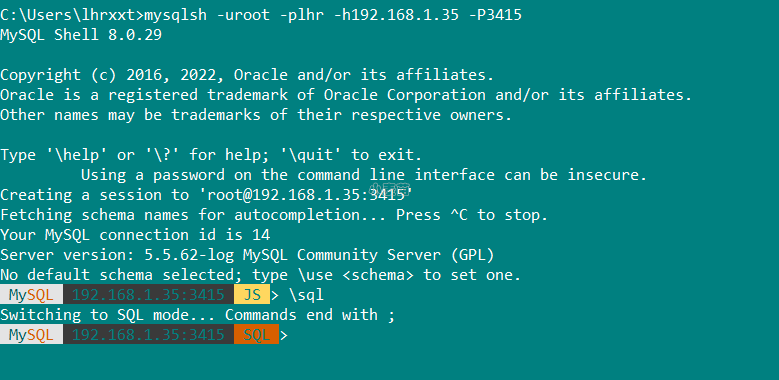 C:\Users\lhrxxt>mysqlsh -uroot -plhr -h192.168.1.35 -P3415
MySQL Shell 8.0.29
Copyright (c) 2016, 2022, Oracle and/or its affiliates.
Oracle is a registered trademark of Oracle Corporation and/or its affiliates.
Other names may be trademarks of their respective owners.
Type '\help' or '\?' for help; '\quit' to exit.
Using a password on the command line interface can be insecure.
Creating a session to 'root@192.168.1.35:3415'
Fetching schema names for autocompletion... Press ^C to stop.
Your MySQL connection id is 14
Server version: 5.5.62-log MySQL Community Server (GPL)
No default schema selected; type \use <schema> to set one.
MySQL 192.168.1.35:3415 JS > \sql
Switching to SQL mode... Commands end with ;
MySQL 192.168.1.35:3415 SQL >